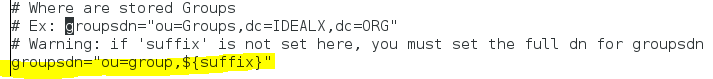 # Where are stored Groups
# Ex: groupsdn="ou=Groups,dc=IDEALX,dc=ORG"
# Warning: if 'suffix' is not set here, you must set the full dn for groupsdn
groupsdn="ou=group,${suffix}"